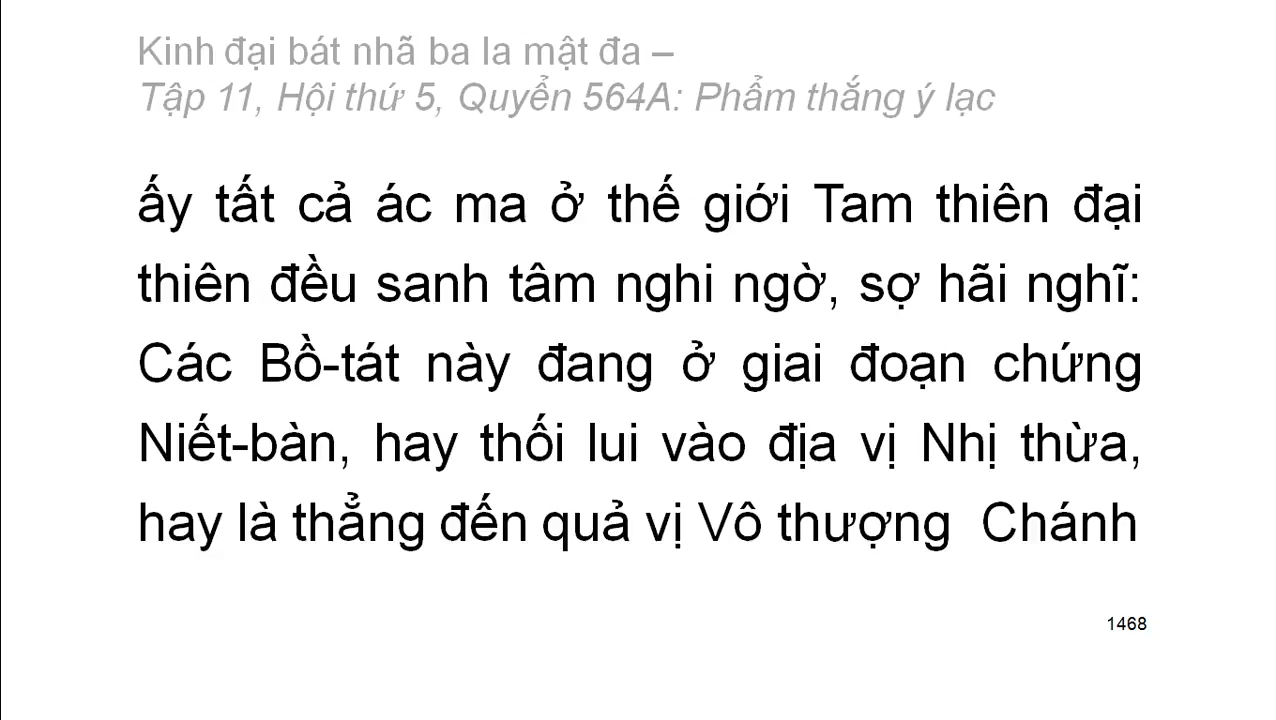 Kinh đại bát nhã ba la mật đa –
Tập 11, Hội thứ 5, Quyển 564A: Phẩm thắng ý lạc
ấy tất cả ác ma ở thế giới Tam thiên đại
thiên đều sanh tâm nghi ngờ, sợ hãi nghĩ:
Các Bồ-tát này đang ở giai đoạn chứng
Niết-bàn, hay thối lui vào địa vị Nhị thừa,
hay là thẳng đến quả vị Vô thượng  Chánh
1468